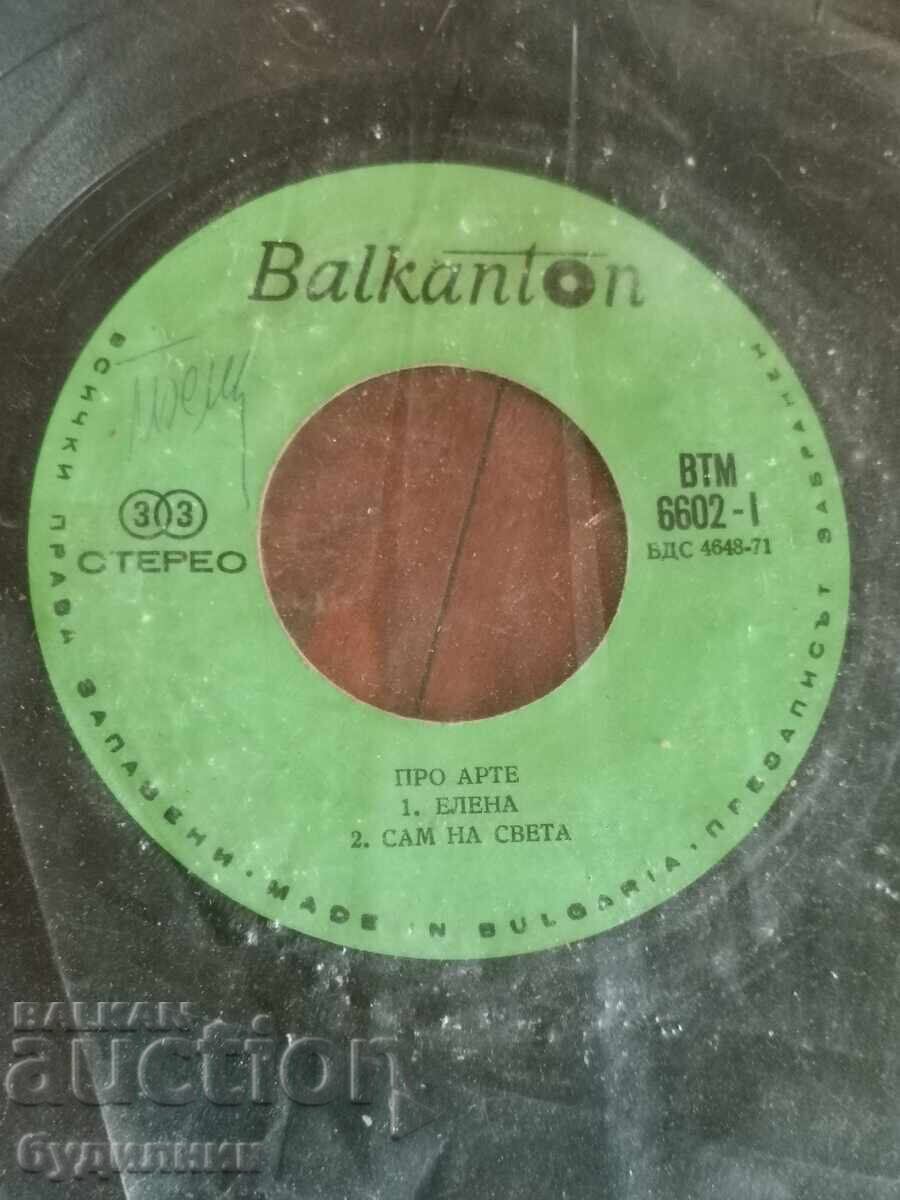 Balkanton
33
СТЕРЕО
ВТМ
6602-I
БДС 4648-71
ПРО АРТЕ
1. ЕЛЕНА
2. САМ НА СВЕТА
ВСИЧКИ ПРАВА ЗАПАЗЕНИ · MADE IN BULGARIA · ПРЕЗАПИСЪТ ЗАБРАНЕН
BALKAN
auction
будилник